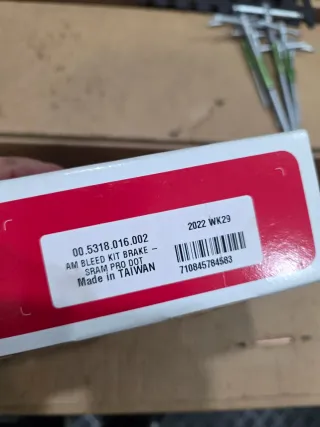 00.5318.016.002
AM BLEED KIT BRAKE –
SRAM PRO DOT
Made in TAIWAN
2022 WK29
710845784583